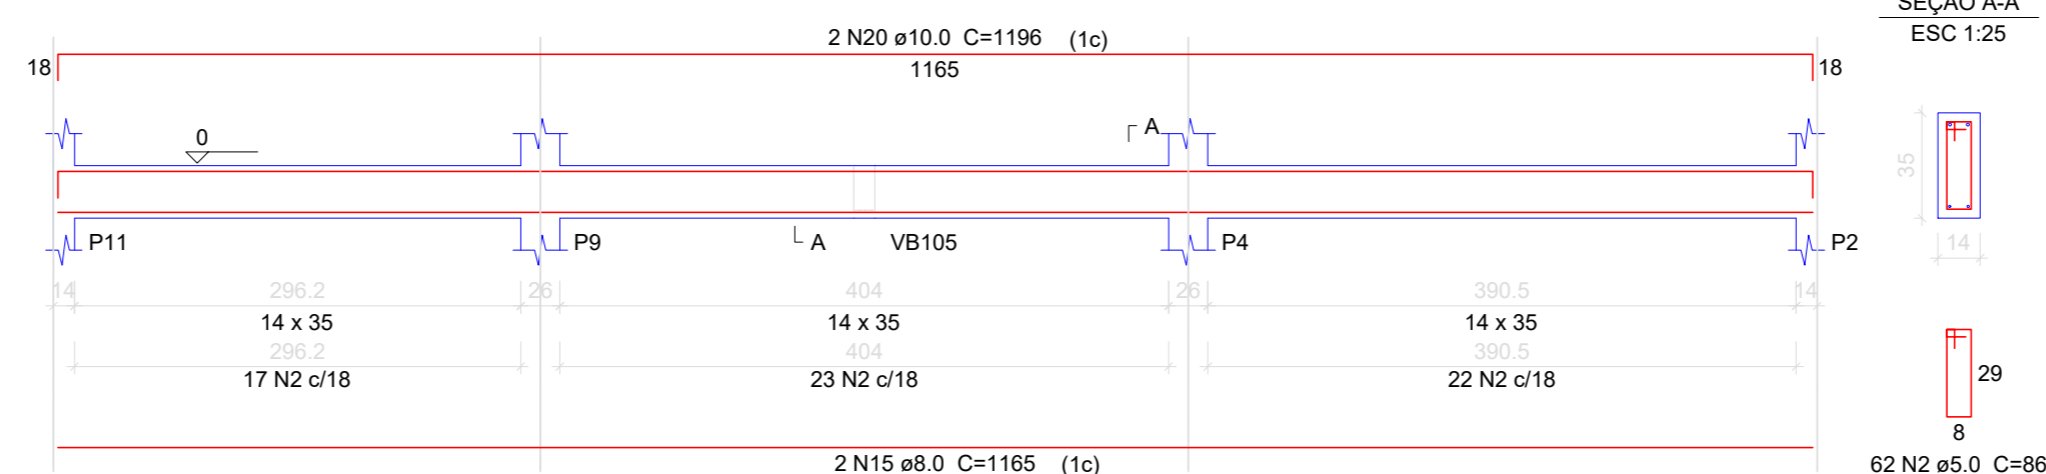 SEÇÃO A-A
ESC 1:25
2 N20 ø10.0 C=1196 (1c)
18
1165
18
A
0
35
P11
P9
A
VB105
P4
P2
14
14
296.2
26
404
26
390.5
14
14 x 35
14 x 35
14 x 35
296.2
404
390.5
17 N2 c/18
23 N2 c/18
22 N2 c/18
29
8
2 N15 ø8.0 C=1165 (1c)
62 N2 ø5.0 C=86